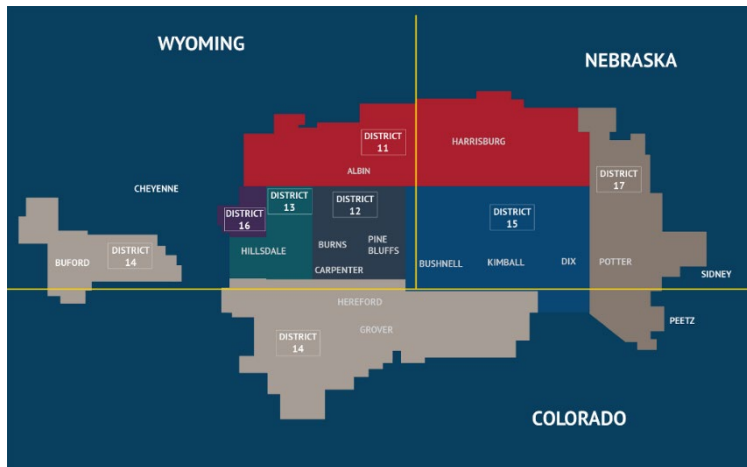 WYOMING
NEBRASKA
DISTRICT
11
HARRISBURG
ALBIN
DISTRICT
17
CHEYENNE
DISTRICT
13
DISTRICT
12
DISTRICT
16
DISTRICT
15
BURNS
PINE
BLUFFS
HILLSDALE
DISTRICT
14
BUFORD
CARPENTER
BUSHNELL
KIMBALL
DIX
POTTER
SIDNEY
HEREFORD
GROVER
PEETZ
DISTRICT
14
COLORADO